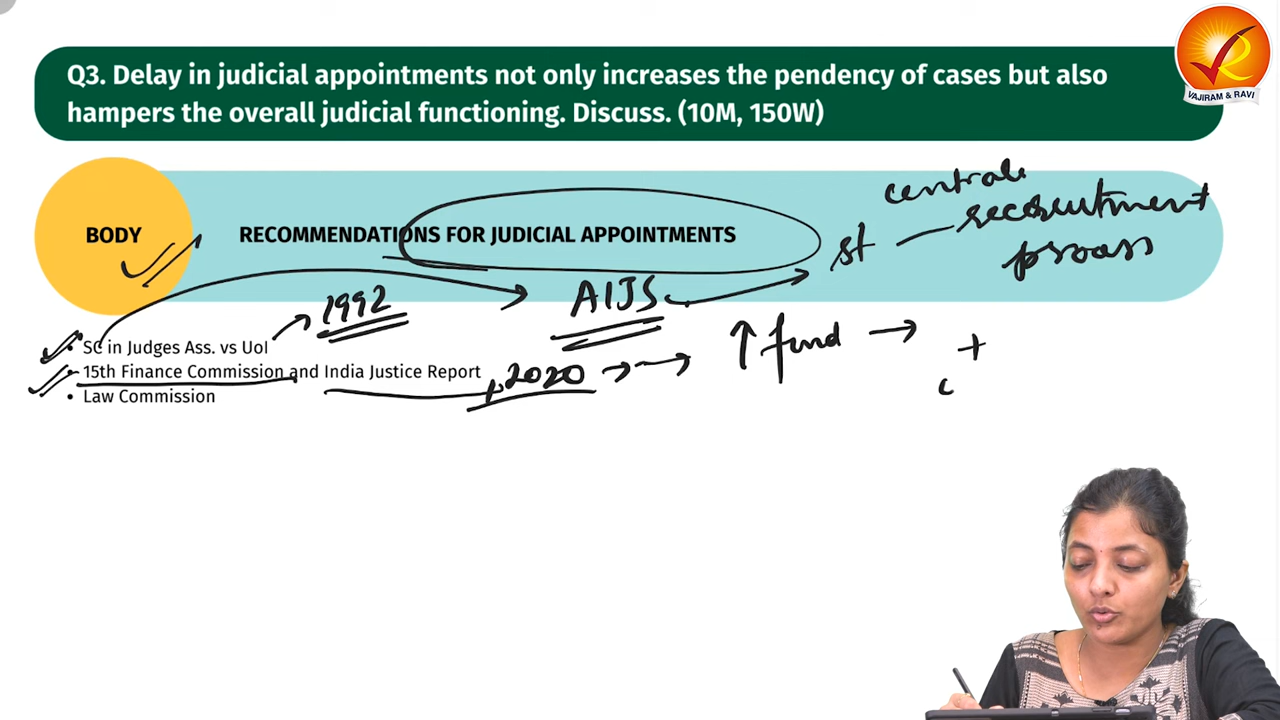 Q3. Delay in judicial appointments not only increases the pendency of cases but also
hampers the overall judicial functioning. Discuss. (10M, 150W)
VAJIRAM & RAVI
BODY
RECOMMENDATIONS FOR JUDICIAL APPOINTMENTS
central
st — recruitment
process
1992
AIJS
• SC in Judges Ass. vs UoI
↑ fund → +
• 15th Finance Commission and India Justice Report
2020
• Law Commission